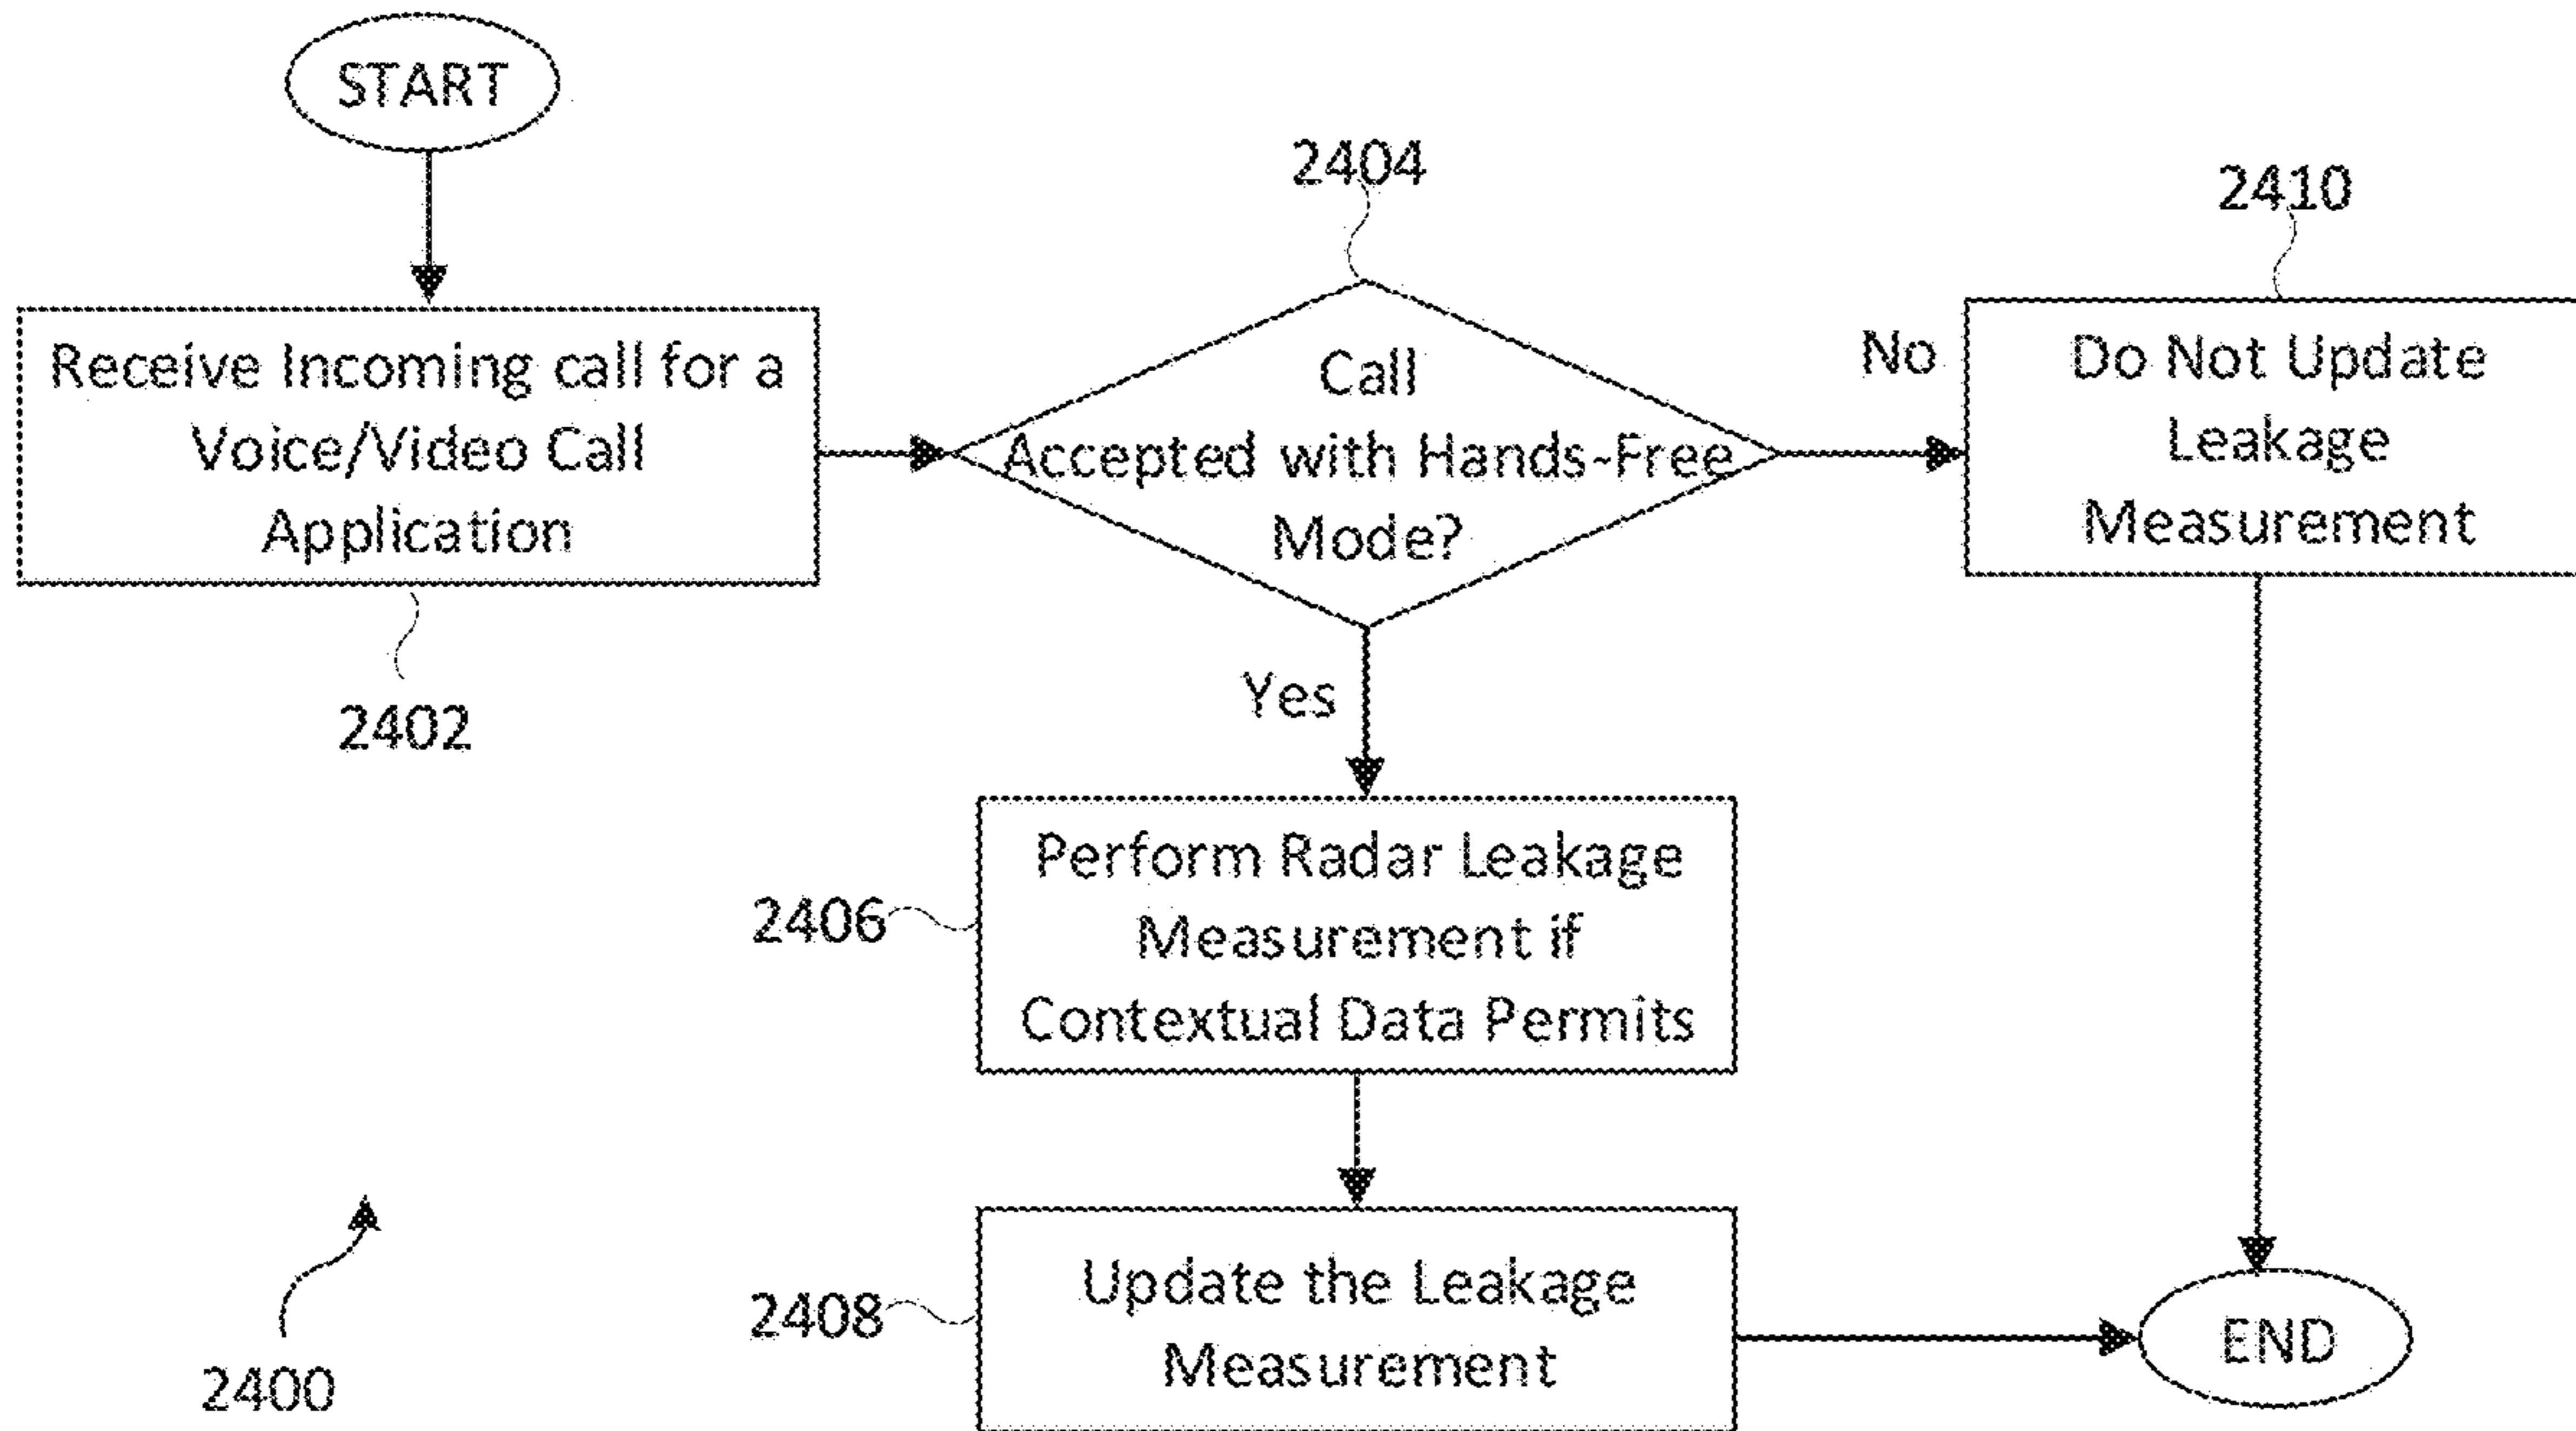 START
Receive Incoming call for a
Voice/Video Call
Application
2402
2404
Call
Accepted with Hands-Free
Mode?
No
2410
Do Not Update
Leakage
Measurement
Yes
2406
Perform Radar Leakage
Measurement if
Contextual Data Permits
2408
Update the Leakage
Measurement
END
2400